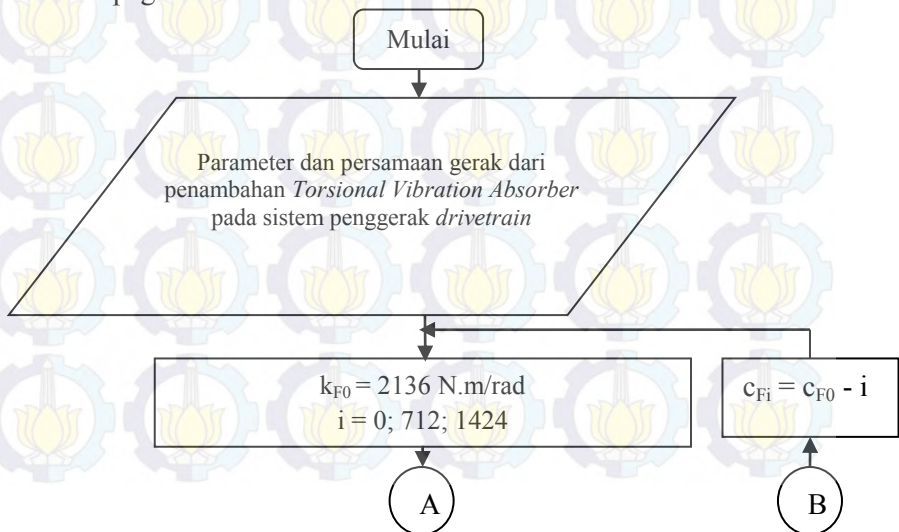 Mulai
Parameter dan persamaan gerak dari
penambahan Torsional Vibration Absorber
pada sistem penggerak drivetrain
k_F0 = 2136 N.m/rad
i = 0; 712; 1424
c_Fi = c_F0 - i
A
B